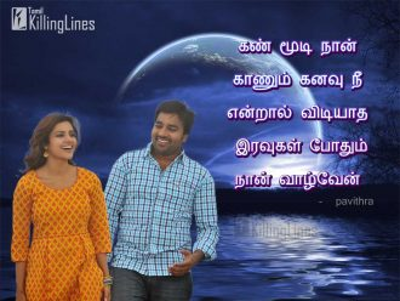 Tamil
KillingLines
கண் மூடி நான்
காணும் கனவு நீ
என்றால் விடியாத
இரவுகள் போதும்
நான் வாழ்வேன்
- pavithra